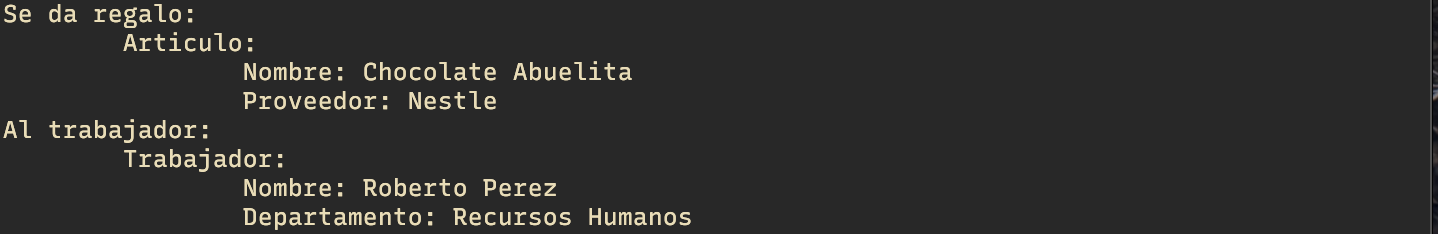 Se da regalo:
Articulo:
Nombre: Chocolate Abuelita
Proveedor: Nestle
Al trabajador:
Trabajador:
Nombre: Roberto Perez
Departamento: Recursos Humanos